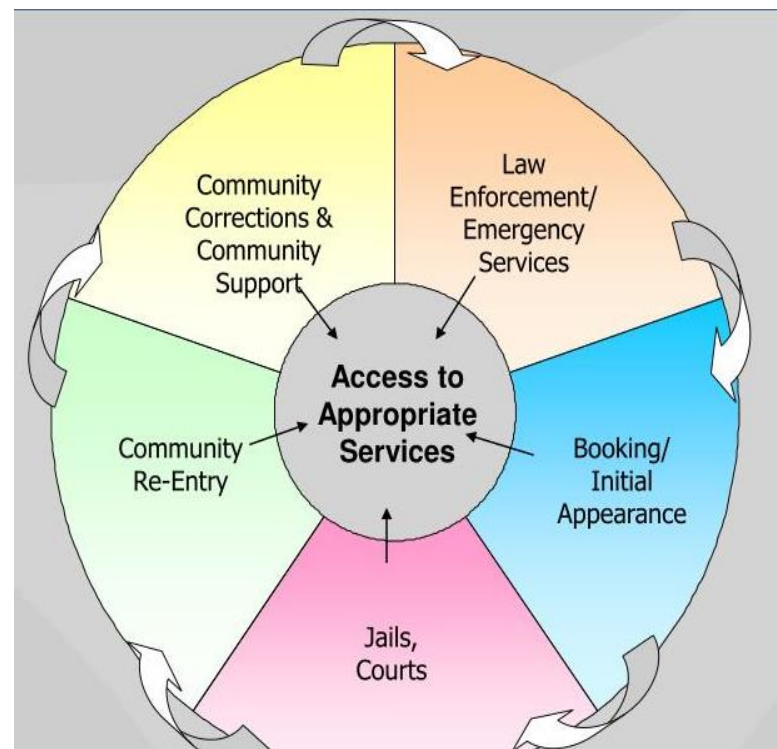 Community
Corrections &
Community
Support
Law
Enforcement/
Emergency
Services
Access to
Appropriate
Services
Community
Re-Entry
Booking/
Initial
Appearance
Jails,
Courts